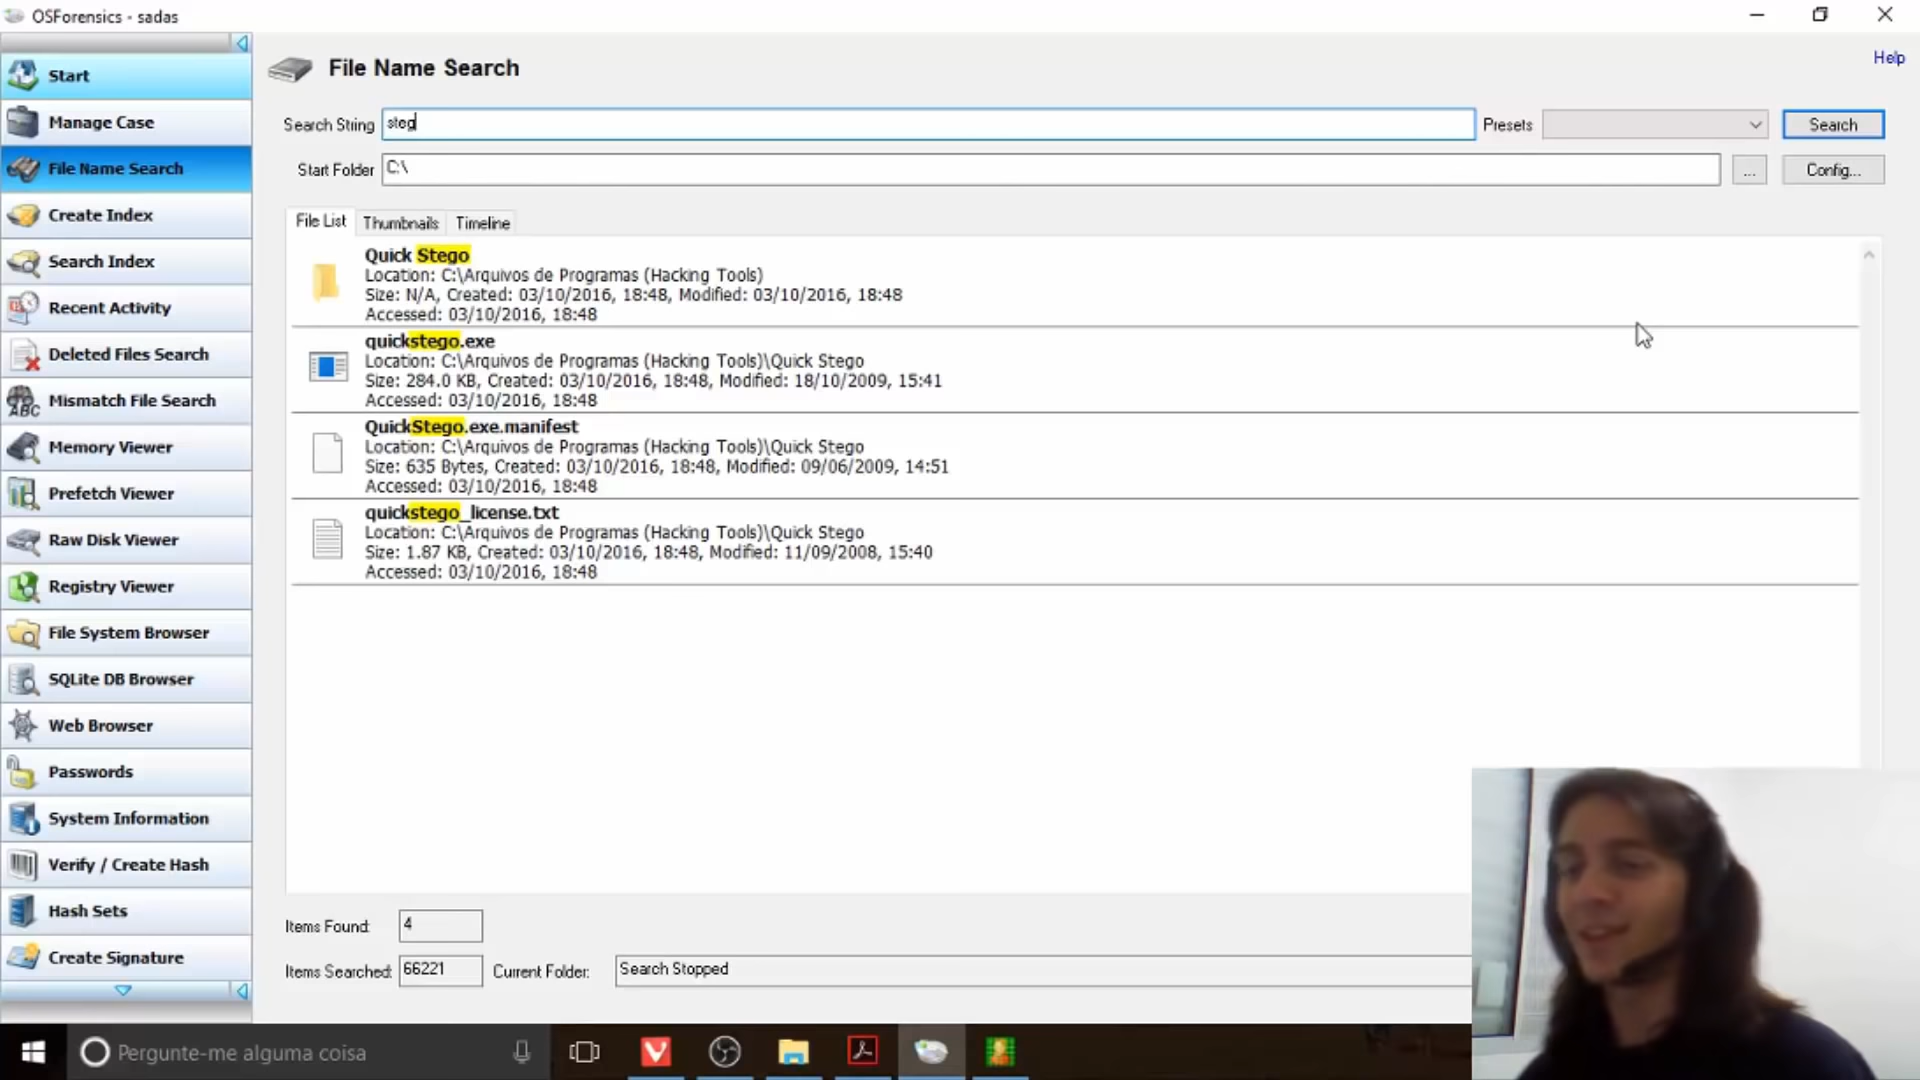 OSForensics - sadas
Help
Start
Manage Case
File Name Search
Create Index
Search Index
Recent Activity
Deleted Files Search
Mismatch File Search
Memory Viewer
Prefetch Viewer
Raw Disk Viewer
Registry Viewer
File System Browser
SQLite DB Browser
Web Browser
Passwords
System Information
Verify / Create Hash
Hash Sets
Create Signature
File Name Search
Search String steg Presets Search
Start Folder C:\ ... Config...
File List Thumbnails Timeline
Quick Stego
Location: C:\Arquivos de Programas (Hacking Tools)
Size: N/A, Created: 03/10/2016, 18:48, Modified: 03/10/2016, 18:48
Accessed: 03/10/2016, 18:48
quickstego.exe
Location: C:\Arquivos de Programas (Hacking Tools)\Quick Stego
Size: 284.0 KB, Created: 03/10/2016, 18:48, Modified: 18/10/2009, 15:41
Accessed: 03/10/2016, 18:48
QuickStego.exe.manifest
Location: C:\Arquivos de Programas (Hacking Tools)\Quick Stego
Size: 635 Bytes, Created: 03/10/2016, 18:48, Modified: 09/06/2009, 14:51
Accessed: 03/10/2016, 18:48
quickstego_license.txt
Location: C:\Arquivos de Programas (Hacking Tools)\Quick Stego
Size: 1.87 KB, Created: 03/10/2016, 18:48, Modified: 11/09/2008, 15:40
Accessed: 03/10/2016, 18:48
Items Found: 4
Items Searched: 66221 Current Folder: Search Stopped
Pergunte-me alguma coisa